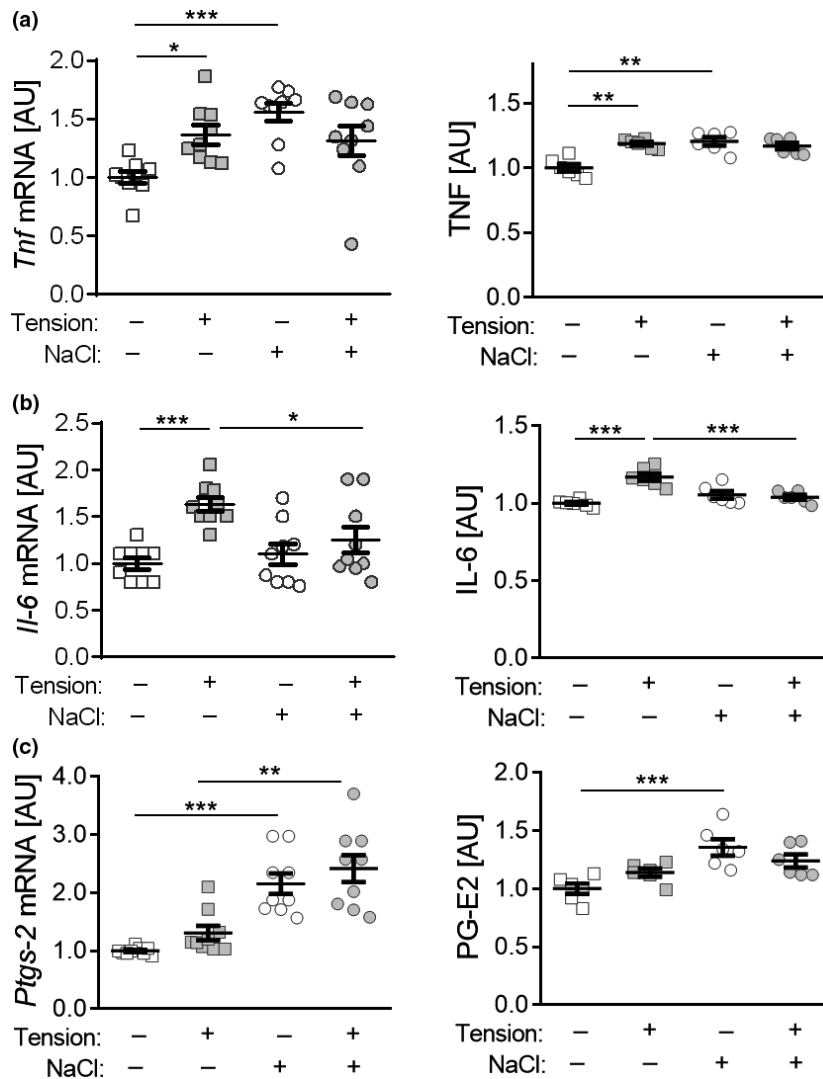 (a)
***
*
2.0
1.5
1.0
0.5
0.0
Tnf mRNA [AU]
Tension: – + – +
NaCl: – – + +
**
**
1.5
1.0
0.5
0.0
TNF [AU]
Tension: – + – +
NaCl: – – + +
(b)
*** *
2.5
2.0
1.5
1.0
0.5
0.0
Il-6 mRNA [AU]
Tension: – + – +
NaCl: – – + +
*** ***
1.5
1.0
0.5
0.0
IL-6 [AU]
Tension: – + – +
NaCl: – – + +
(c)
**
***
4.0
3.0
2.0
1.0
0.0
Ptgs-2 mRNA [AU]
Tension: – + – +
NaCl: – – + +
***
2.0
1.5
1.0
0.5
0.0
PG-E2 [AU]
Tension: – + – +
NaCl: – – + +